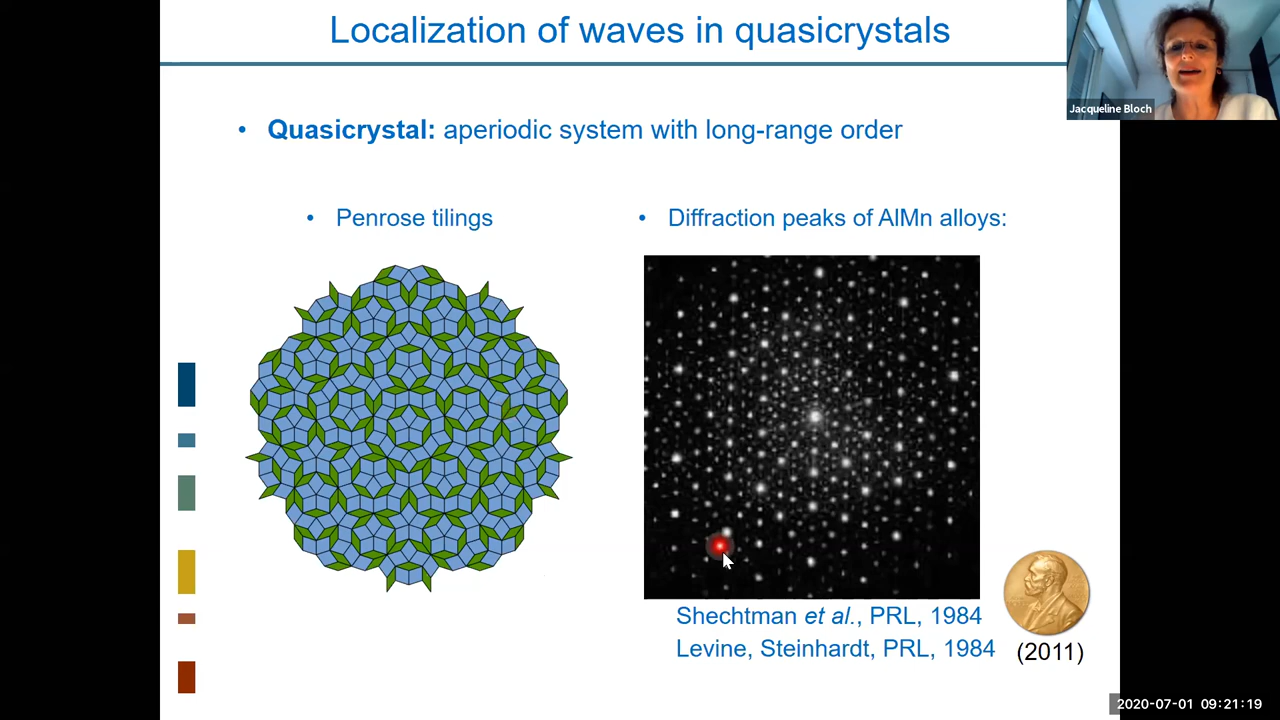 Localization of waves in quasicrystals
Jacqueline Bloch
• Quasicrystal: aperiodic system with long-range order
• Penrose tilings
• Diffraction peaks of AlMn alloys:
Shechtman et al., PRL, 1984
Levine, Steinhardt, PRL, 1984
(2011)
2020-07-01 09:21:19